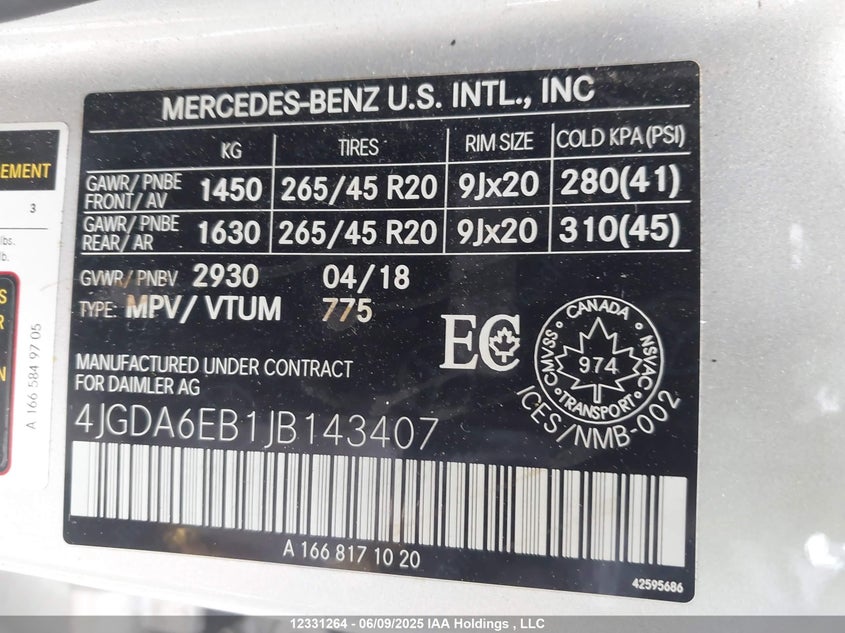 MERCEDES-BENZ U.S. INTL., INC
KG TIRES RIM SIZE COLD KPA(PSI)
GAWR/ PNBE FRONT/ AV 1450 265/45 R20 9Jx20 280(41)
GAWR/ PNBE REAR/ AR 1630 265/45 R20 9Jx20 310(45)
GVWR/ PNBV 2930 04/18
TYPE: MPV/ VTUM 775
MANUFACTURED UNDER CONTRACT
FOR DAIMLER AG
4JGDA6EB1JB143407
EC
CANADA
CMVSS 974 NSVAC
TRANSPORT
ICES/NMB-002
A 166 817 10 20
42595686
EMENT
3
lbs.
lb.
S
R
N
A 166 584 97 05
12331264 - 06/09/2025 IAA Holdings , LLC